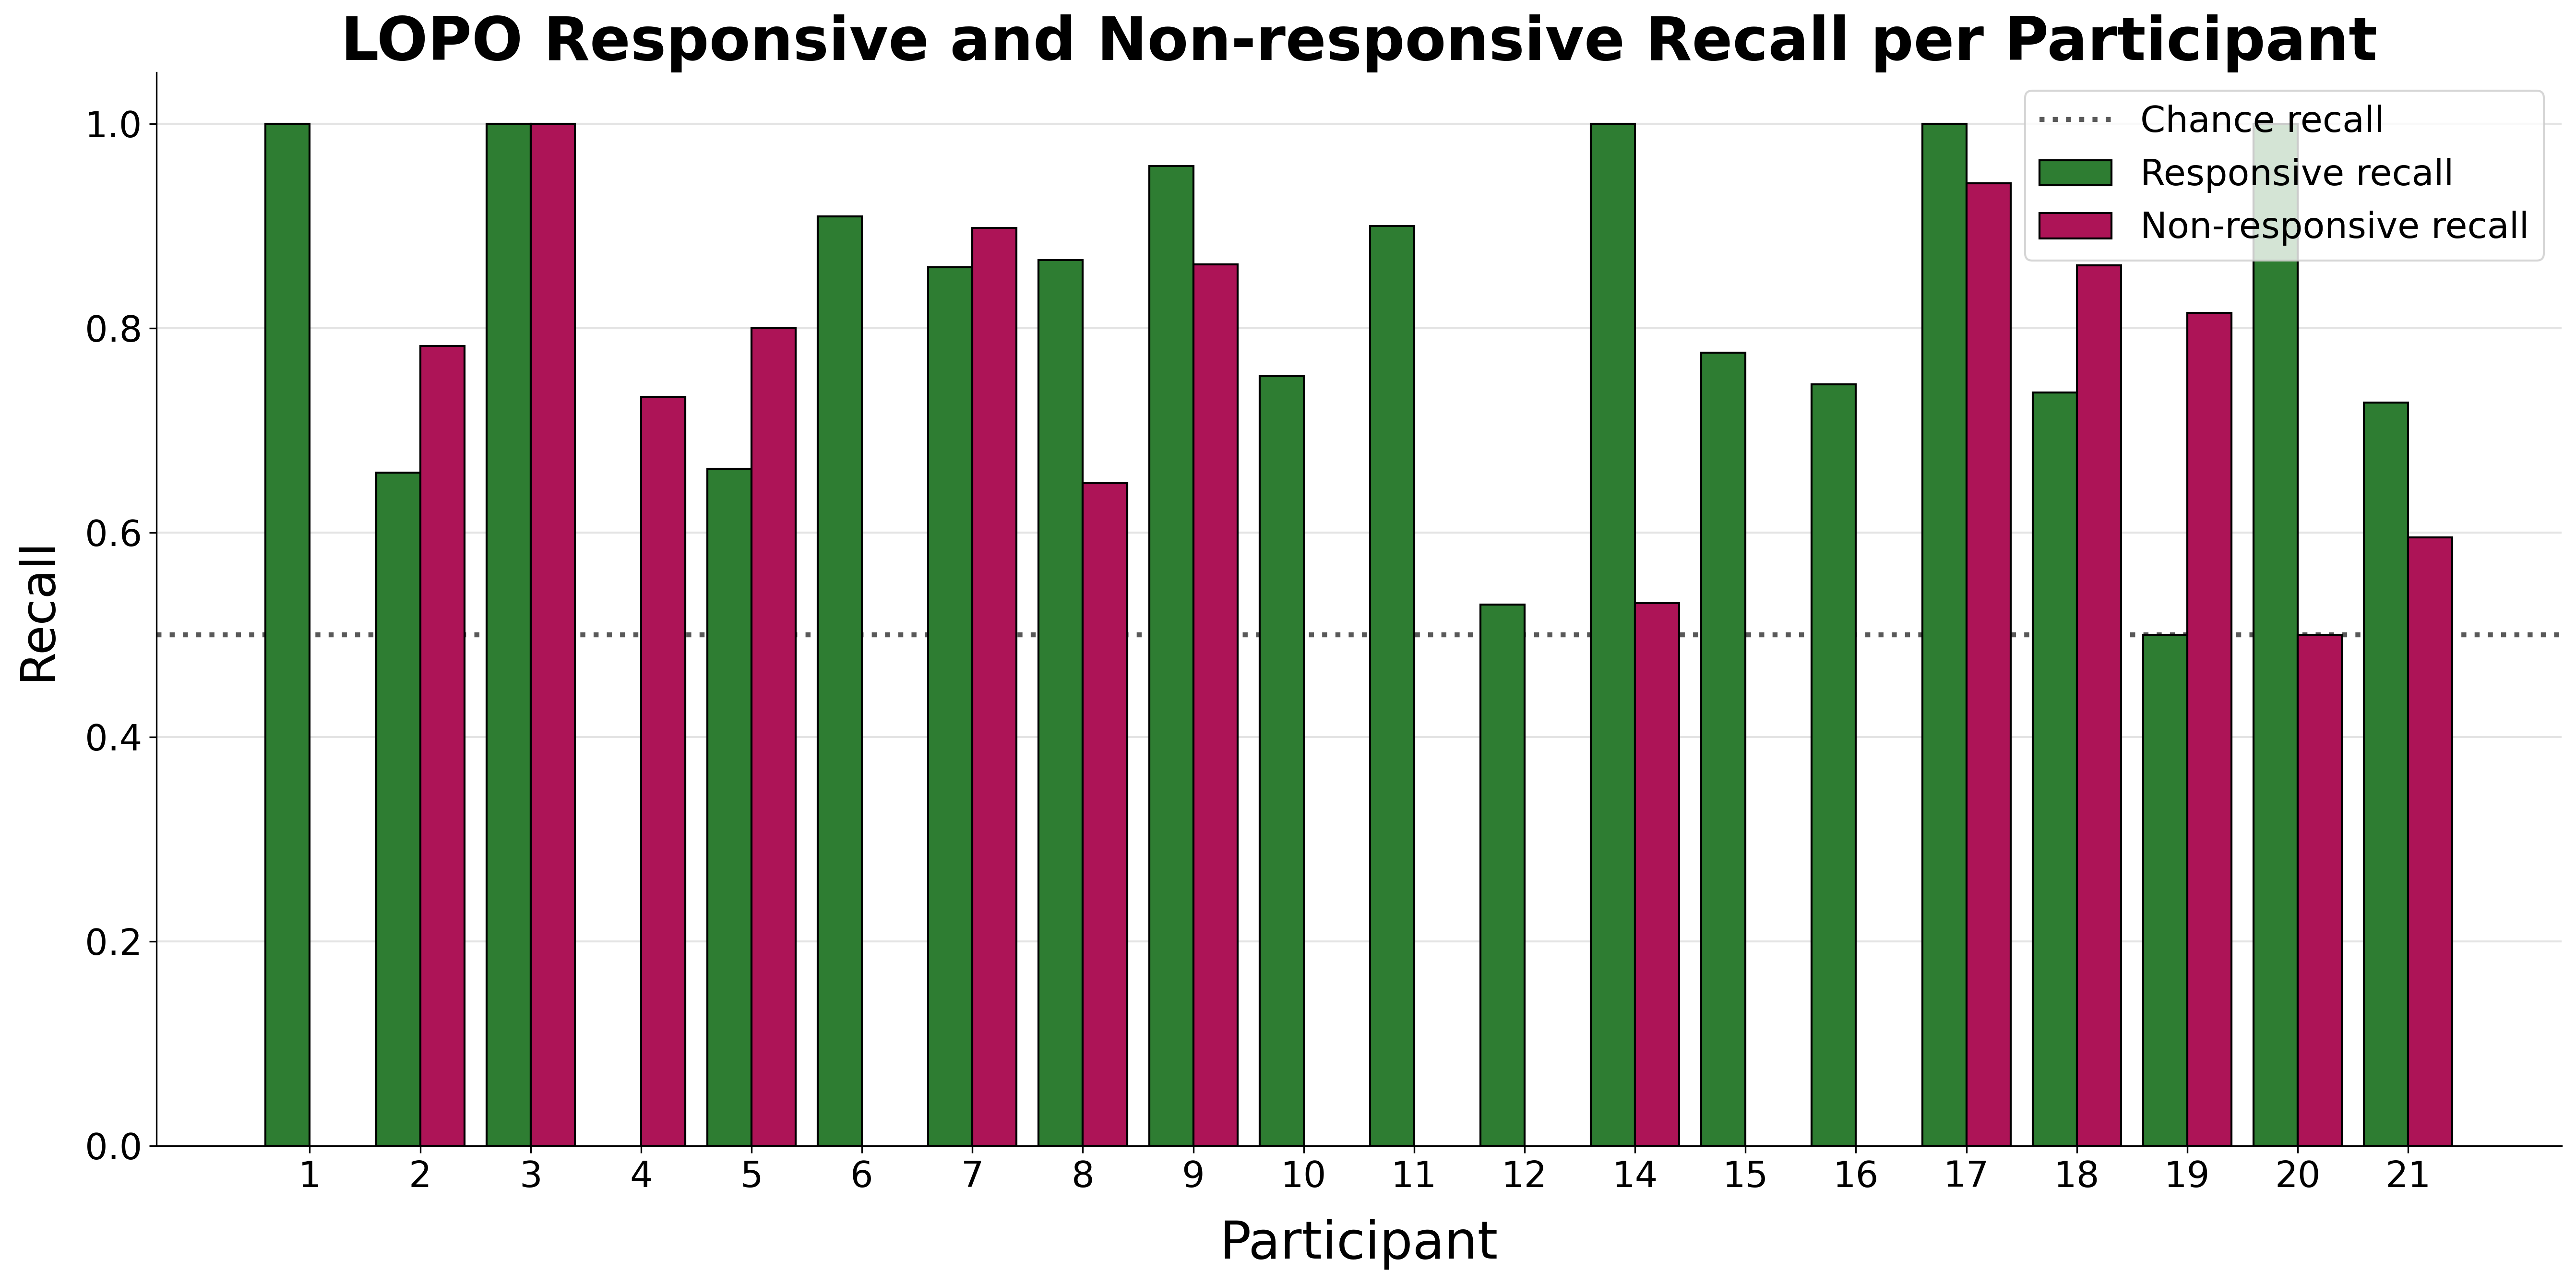 LOPO Responsive and Non-responsive Recall per Participant
Chance recall
Responsive recall
Non-responsive recall
1.0
0.8
0.6
0.4
0.2
0.0
Recall
1 2 3 4 5 6 7 8 9 10 11 12 14 15 16 17 18 19 20 21
Participant